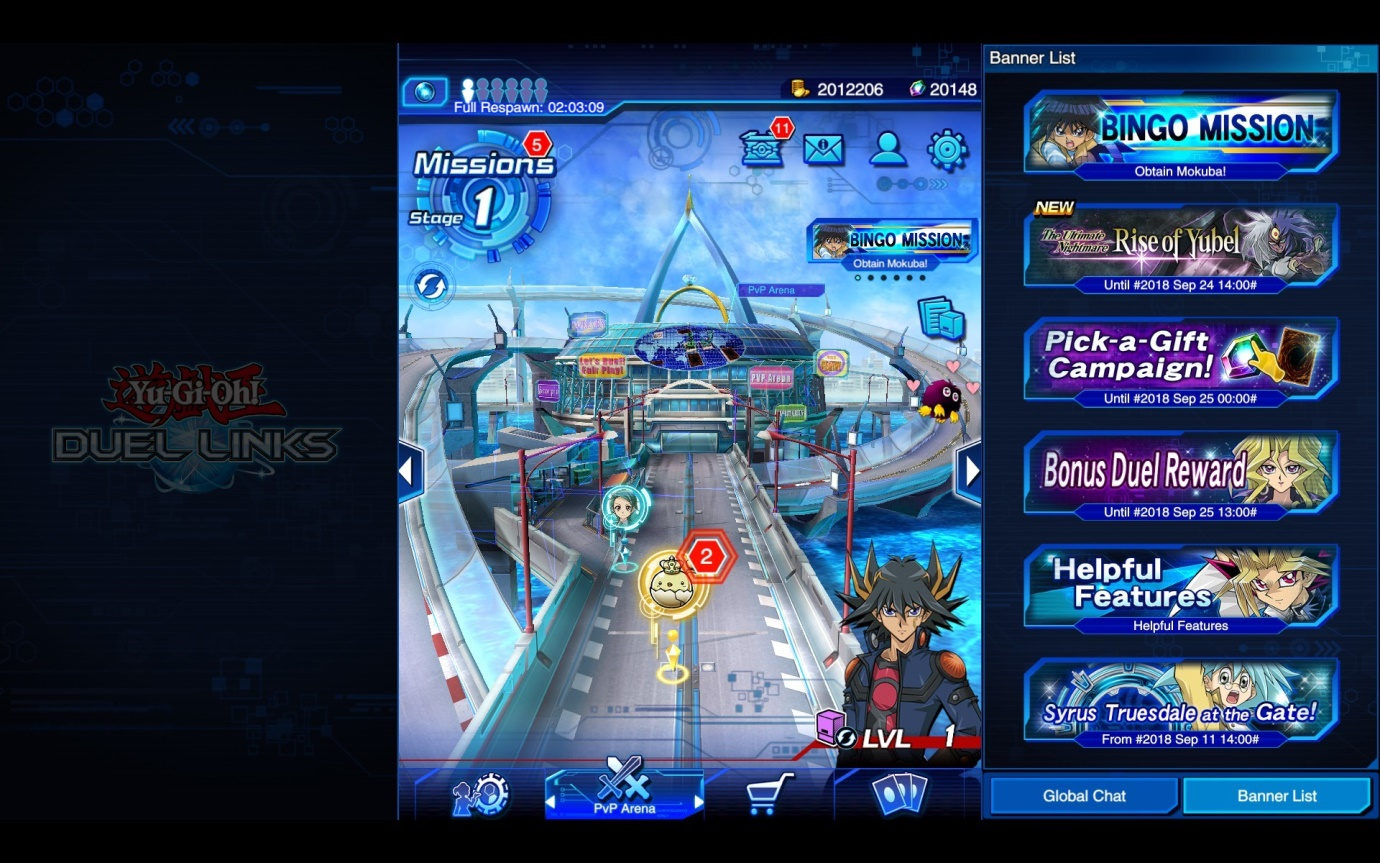 Yu-Gi-Oh!
DUEL LINKS
Full Respawn: 02:03:09
2012206
20148
5
Missions
Stage 1
11
BINGO MISSION
Obtain Mokuba!
PvP Arena
Let's Duel!
Fair Play!
PVP Arena
2
LVL 1
PvP Arena
Banner List
BINGO MISSION
Obtain Mokuba!
NEW
The Ultimate
Nightmare
Rise of Yubel
Until #2018 Sep 24 14:00#
Pick-a-Gift
Campaign!
Until #2018 Sep 25 00:00#
Bonus Duel Reward
Until #2018 Sep 25 13:00#
Helpful
Features
Helpful Features
Syrus Truesdale at the Gate!
From #2018 Sep 11 14:00#
Global Chat
Banner List